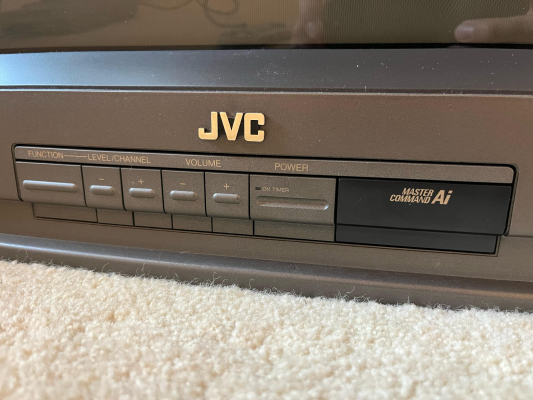 JVC
FUNCTION LEVEL/CHANNEL VOLUME POWER
− + − +
ON TIMER
MASTER
COMMAND Ai